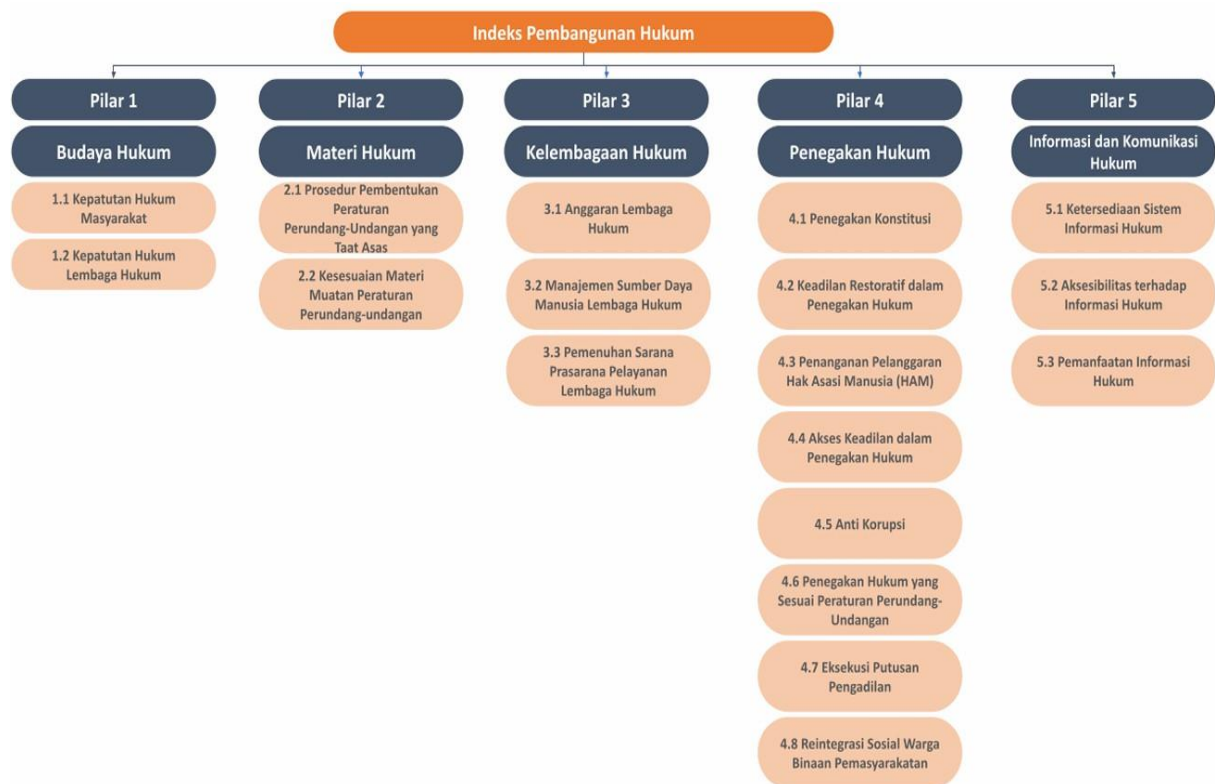 Indeks Pembangunan Hukum
Pilar 1
Budaya Hukum
1.1 Kepatutan Hukum
Masyarakat
1.2 Kepatutan Hukum
Lembaga Hukum
Pilar 2
Materi Hukum
2.1 Prosedur Pembentukan
Peraturan
Perundang-Undangan yang
Taat Asas
2.2 Kesesuaian Materi
Muatan Peraturan
Perundang-undangan
Pilar 3
Kelembagaan Hukum
3.1 Anggaran Lembaga
Hukum
3.2 Manajemen Sumber Daya
Manusia Lembaga Hukum
3.3 Pemenuhan Sarana
Prasarana Pelayanan
Lembaga Hukum
Pilar 4
Penegakan Hukum
4.1 Penegakan Konstitusi
4.2 Keadilan Restoratif dalam
Penegakan Hukum
4.3 Penanganan Pelanggaran
Hak Asasi Manusia (HAM)
4.4 Akses Keadilan dalam
Penegakan Hukum
4.5 Anti Korupsi
4.6 Penegakan Hukum yang
Sesuai Peraturan Perundang-
Undangan
4.7 Eksekusi Putusan
Pengadilan
4.8 Reintegrasi Sosial Warga
Binaan Pemasyarakatan
Pilar 5
Informasi dan Komunikasi
Hukum
5.1 Ketersediaan Sistem
Informasi Hukum
5.2 Aksesibilitas terhadap
Informasi Hukum
5.3 Pemanfaatan Informasi
Hukum